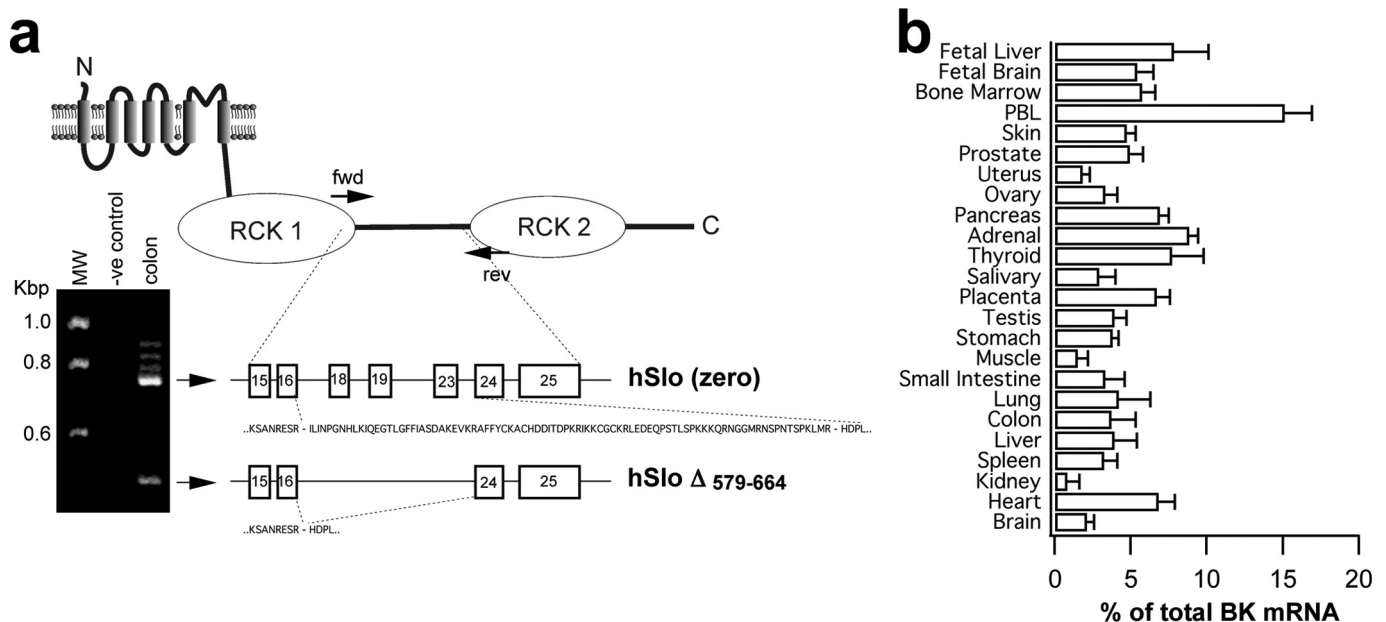 a
N
fwd
RCK 1
RCK 2
C
rev
MW
-ve control
colon
Kbp
1.0
0.8
0.6
15 16 18 19 23 24 25 hSlo (zero)
..KSANRESR - ILINPGNHLKIQEGTLGFFIASDAKEVKRAFFYCKACHDDITDPKRIKKCGCKRLEDEQPSTLSPKKKQRNGGMRNSPNTSPKLMR - HDPL..
15 16 24 25 hSlo Δ 579-664
..KSANRESR - HDPL..
b
Fetal Liver
Fetal Brain
Bone Marrow
PBL
Skin
Prostate
Uterus
Ovary
Pancreas
Adrenal
Thyroid
Salivary
Placenta
Testis
Stomach
Muscle
Small Intestine
Lung
Colon
Liver
Spleen
Kidney
Heart
Brain
0 5 10 15 20
% of total BK mRNA